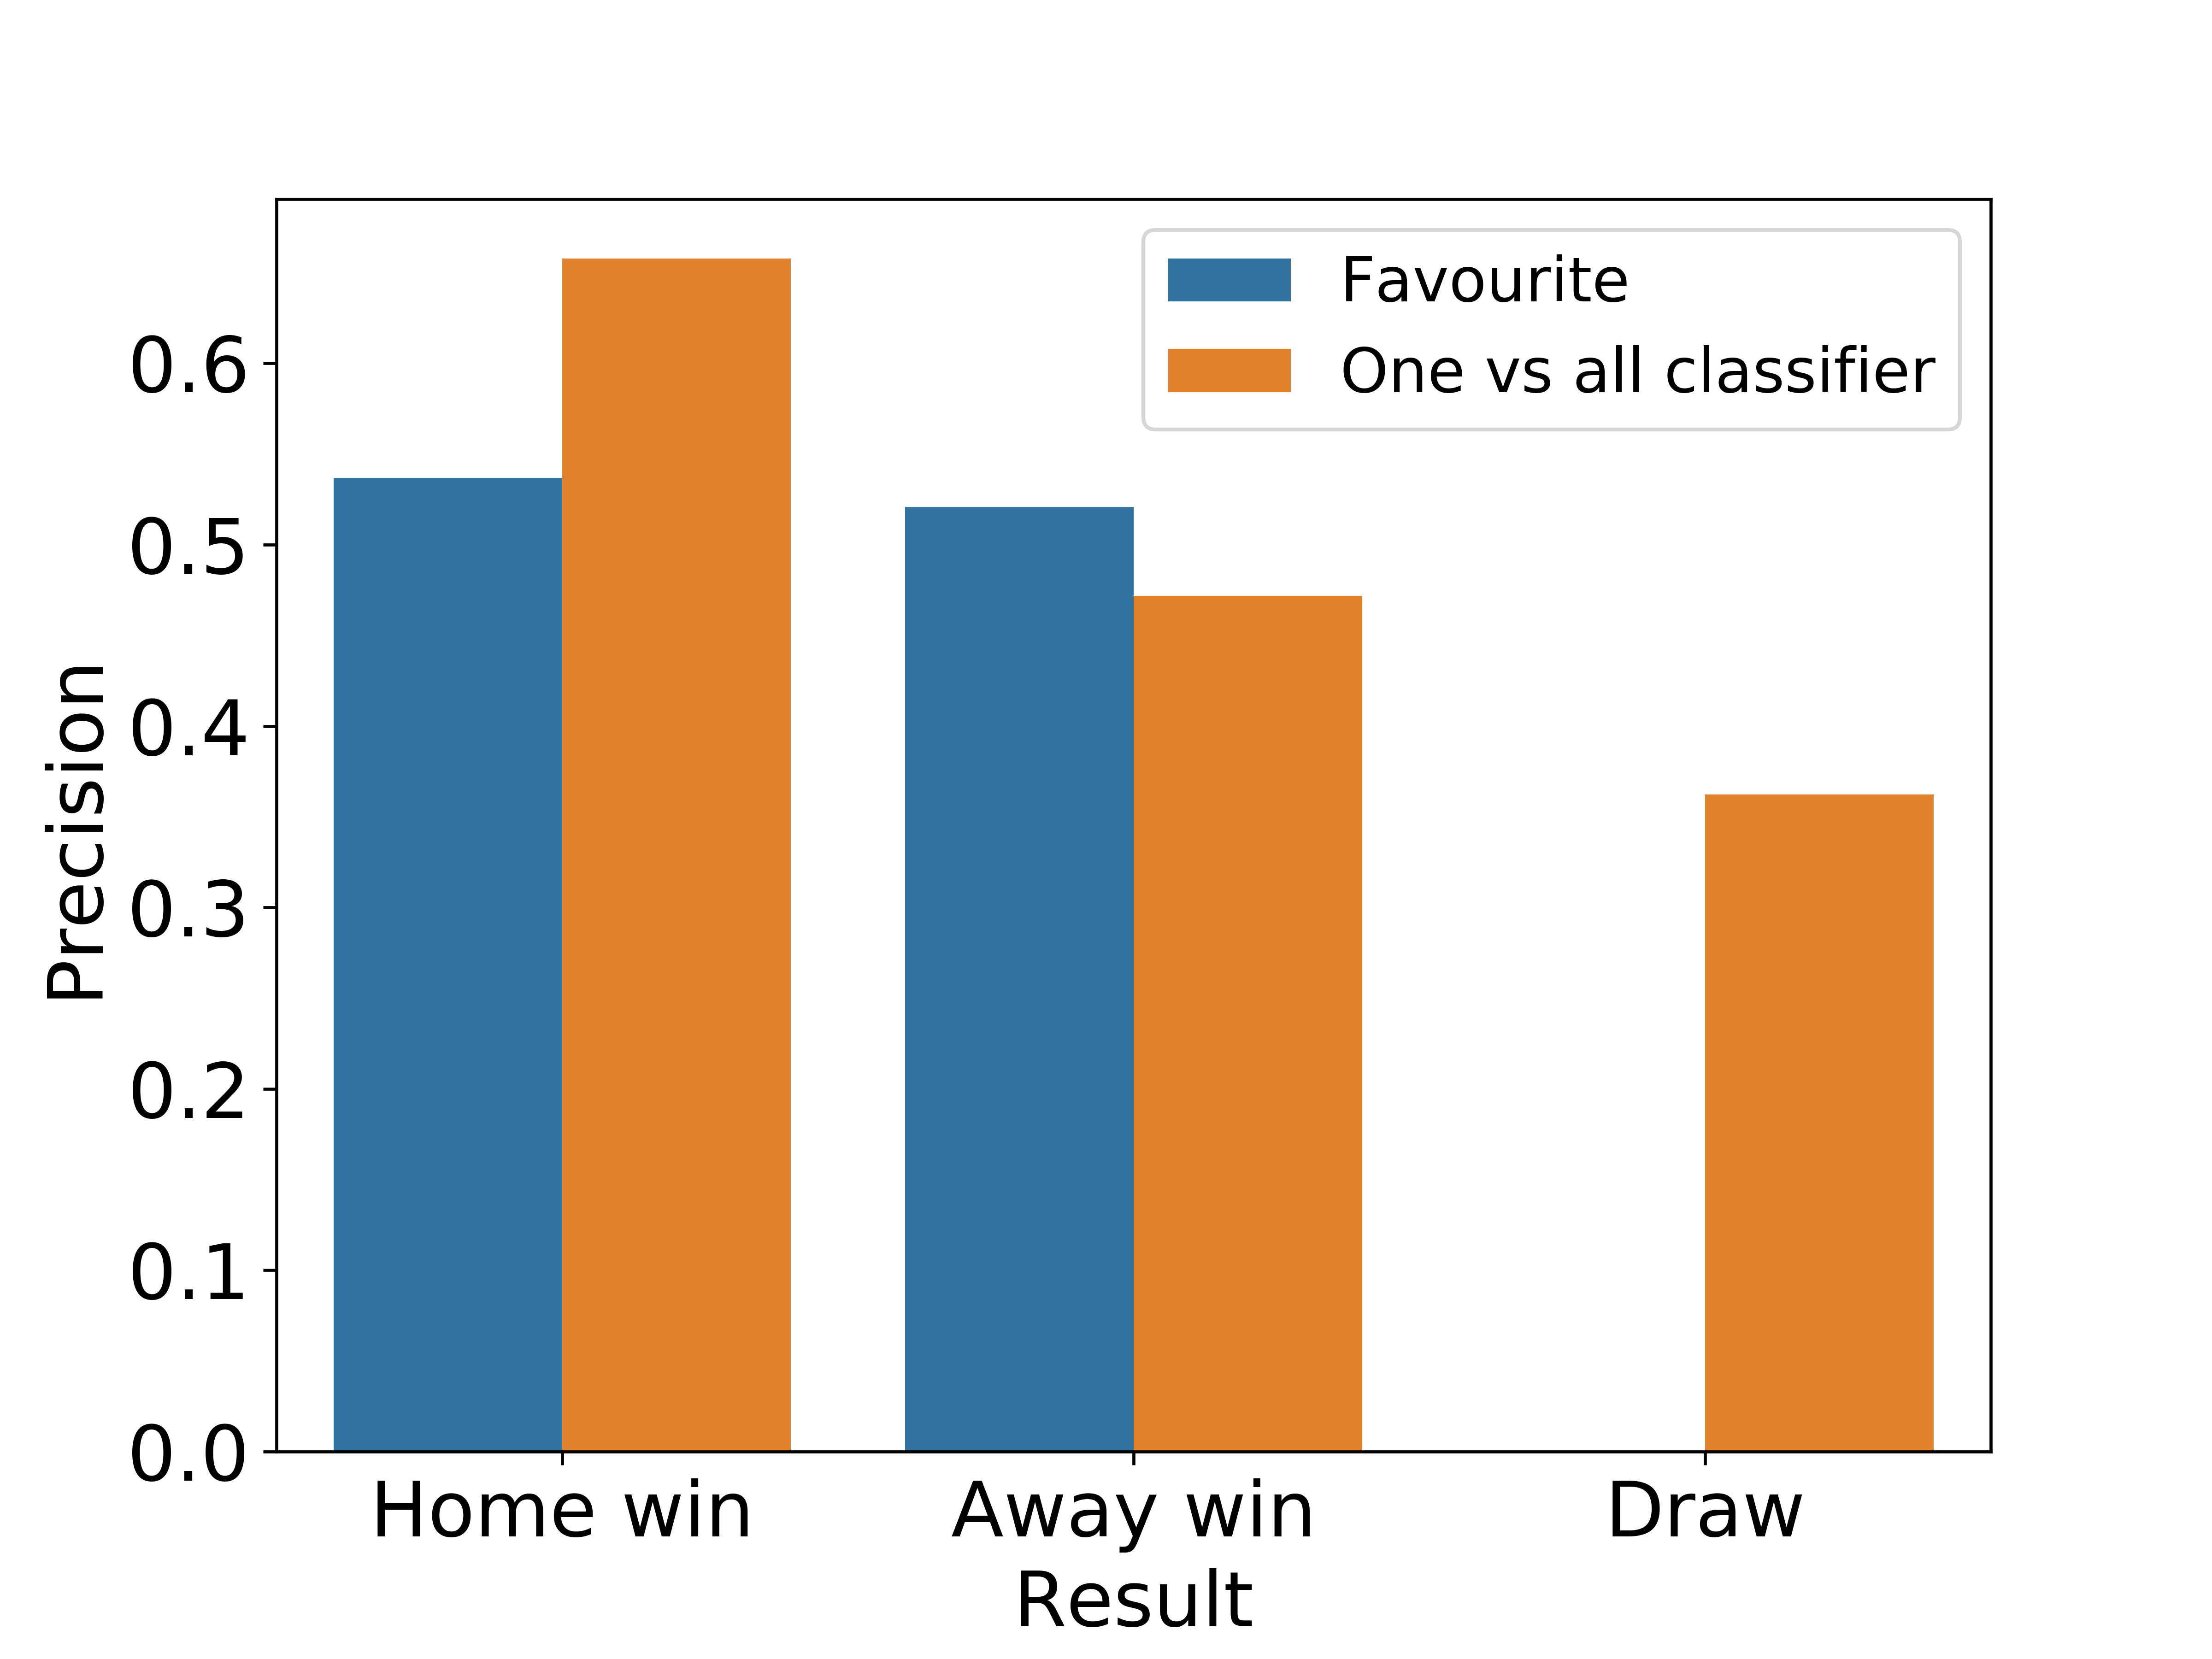 Favourite
One vs all classifier
0.6
0.5
0.4
0.3
0.2
0.1
0.0
Precision
Home win
Away win
Draw
Result